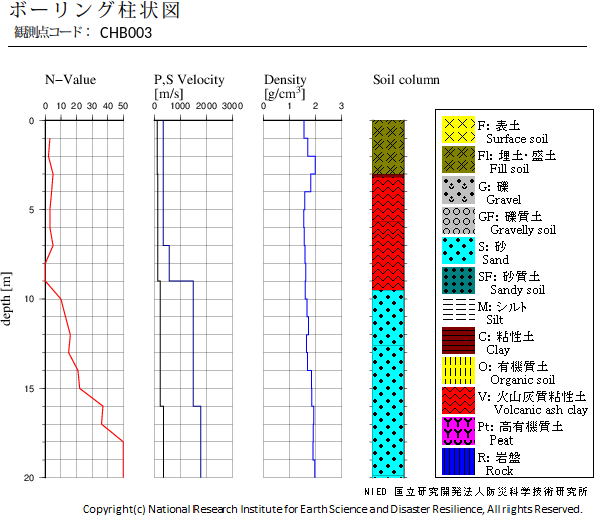 ボーリング柱状図
観測点コード： CHB003
N-Value
P,S Velocity
[m/s]
Density
[g/cm3]
Soil column
0 10 20 30 40 50
0 1000 2000 3000
0 1 2 3
0
5
10
15
20
depth [m]
F: 表土
Surface soil
Fl: 埋土・盛土
Fill soil
G: 礫
Gravel
GF: 礫質土
Gravelly soil
S: 砂
Sand
SF: 砂質土
Sandy soil
M: シルト
Silt
C: 粘性土
Clay
O: 有機質土
Organic soil
V: 火山灰質粘性土
Volcanic ash clay
Pt: 高有機質土
Peat
R: 岩盤
Rock
NIED 国立研究開発法人防災科学技術研究所
Copyright(c) National Research Institute for Earth Science and Disaster Resilience, All rights Reserved.